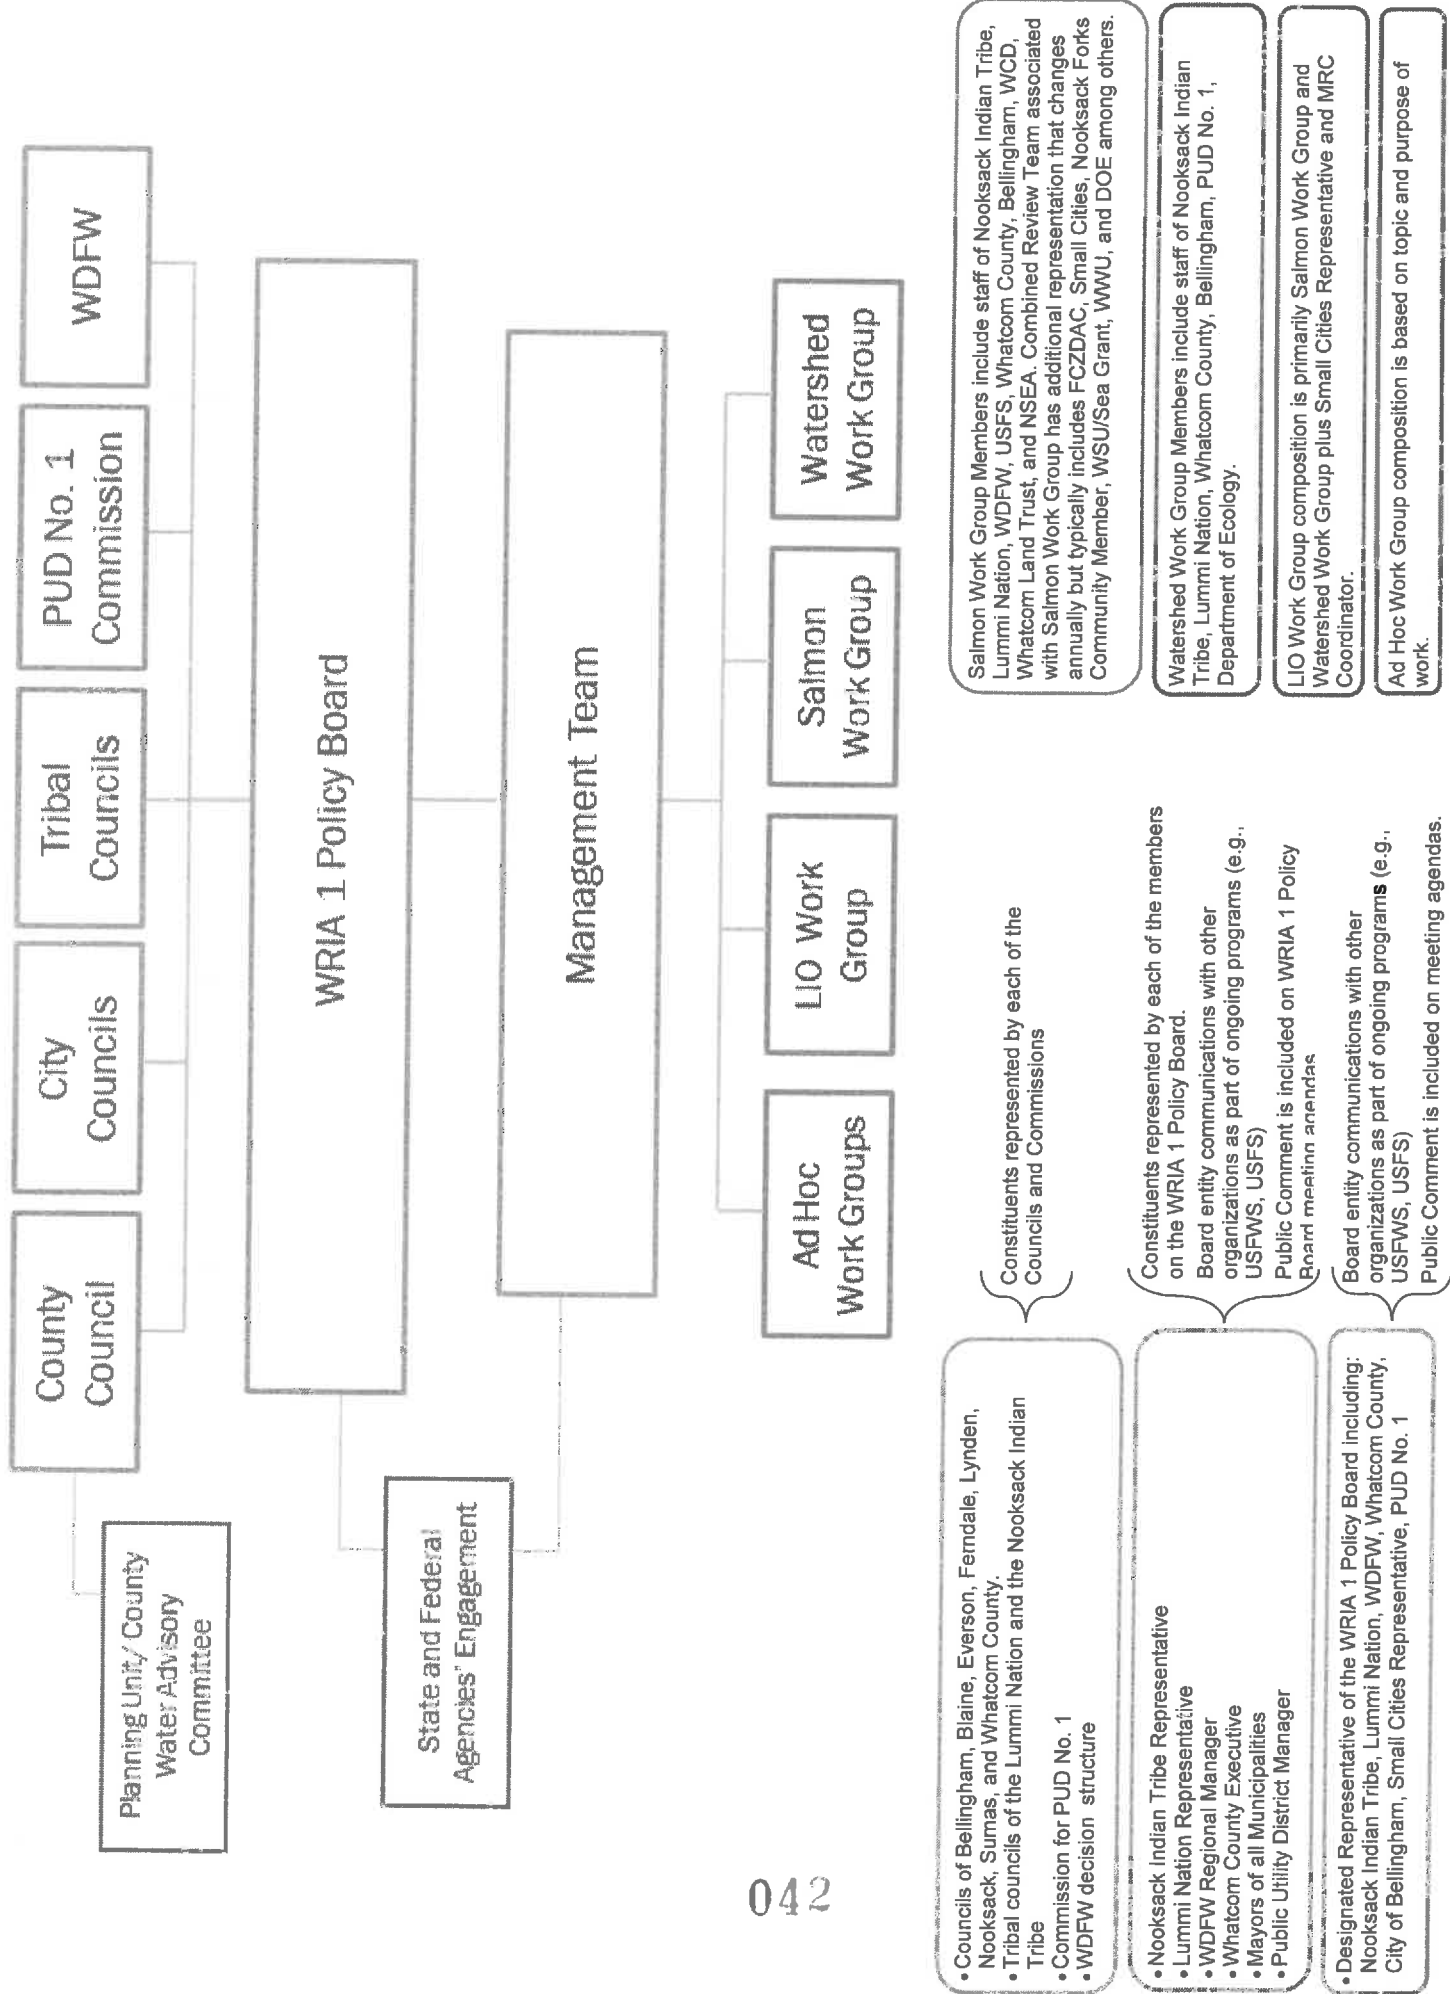 County
Council
City
Councils
Tribal
Councils
PUD No. 1
Commission
WDFW
Planning Unit/ County
Water Advisory
Committee
WRIA 1 Policy Board
State and Federal
Agencies' Engagement
Management Team
Ad Hoc
Work Groups
LIO Work
Group
Salmon
Work Group
Watershed
Work Group
• Councils of Bellingham, Blaine, Everson, Ferndale, Lynden,
Nooksack, Sumas, and Whatcom County.
• Tribal councils of the Lummi Nation and the Nooksack Indian
Tribe
• Commission for PUD No. 1
• WDFW decision structure
Constituents represented by each of the
Councils and Commissions
• Nooksack Indian Tribe Representative
• Lummi Nation Representative
• WDFW Regional Manager
• Whatcom County Executive
• Mayors of all Municipalities
• Public Utility District Manager
Constituents represented by each of the members
on the WRIA 1 Policy Board.
Board entity communications with other
organizations as part of ongoing programs (e.g.,
USFWS, USFS)
Public Comment is included on WRIA 1 Policy
Board meeting agendas
• Designated Representative of the WRIA 1 Policy Board including:
Nooksack Indian Tribe, Lummi Nation, WDFW, Whatcom County,
City of Bellingham, Small Cities Representative, PUD No. 1
Board entity communications with other
organizations as part of ongoing programs (e.g.,
USFWS, USFS)
Public Comment is included on meeting agendas.
Salmon Work Group Members include staff of Nooksack Indian Tribe,
Lummi Nation, WDFW, USFS, Whatcom County, Bellingham, WCD,
Whatcom Land Trust, and NSEA. Combined Review Team associated
with Salmon Work Group has additional representation that changes
annually but typically includes FCZDAC, Small Cities, Nooksack Forks
Community Member, WSU/Sea Grant, WWU, and DOE among others.
Watershed Work Group Members include staff of Nooksack Indian
Tribe, Lummi Nation, Whatcom County, Bellingham, PUD No. 1,
Department of Ecology.
LIO Work Group composition is primarily Salmon Work Group and
Watershed Work Group plus Small Cities Representative and MRC
Coordinator.
Ad Hoc Work Group composition is based on topic and purpose of
work.
042